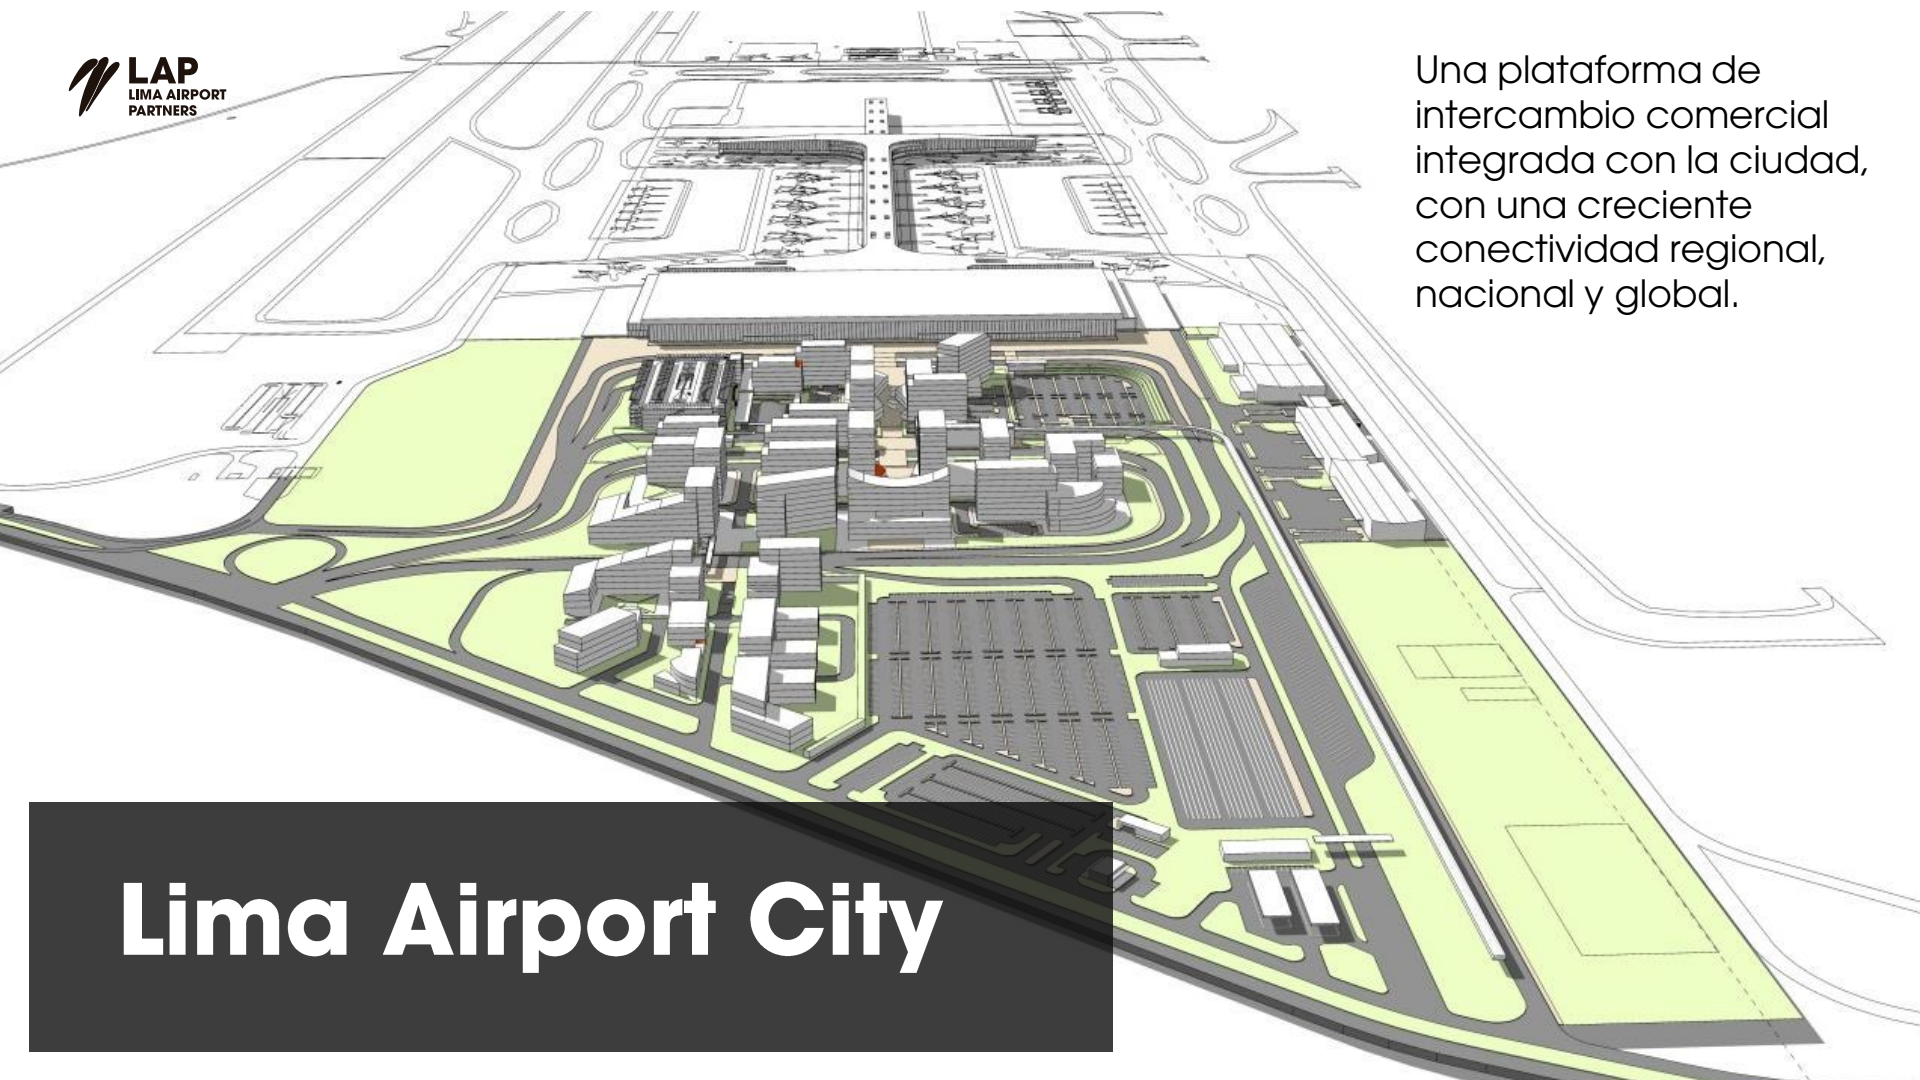 LAP
LIMA AIRPORT
PARTNERS
Una plataforma de
intercambio comercial
integrada con la ciudad,
con una creciente
conectividad regional,
nacional y global.
Lima Airport City